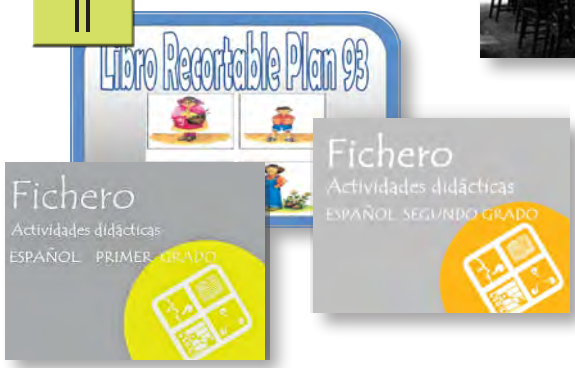 II
Libro Recortable Plan 93
Fichero
Actividades didácticas
ESPAÑOL PRIMER GRADO
Fichero
Actividades didácticas
ESPAÑOL SEGUNDO GRADO